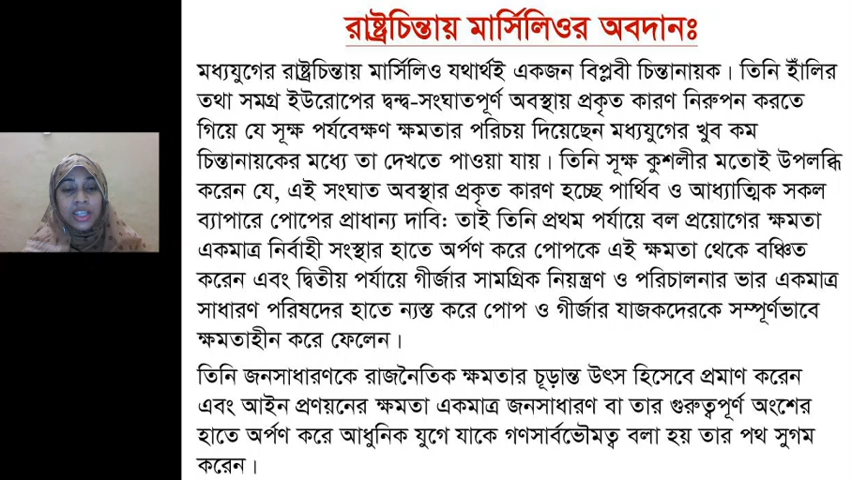 রাষ্ট্রচিন্তায় মার্সিলিওর অবদানঃ
মধ্যযুগের রাষ্ট্রচিন্তায় মার্সিলিও যথার্থই একজন বিপ্লবী চিন্তানায়ক। তিনি ইঁালির
তথা সমগ্র ইউরোপের দ্বন্দ্ব-সংঘাতপূর্ণ অবস্থায় প্রকৃত কারণ নিরুপন করতে
গিয়ে যে সূক্ষ পর্যবেক্ষণ ক্ষমতার পরিচয় দিয়েছেন মধ্যযুগের খুব কম
চিন্তানায়কের মধ্যে তা দেখতে পাওয়া যায়। তিনি সূক্ষ কুশলীর মতোই উপলব্ধি
করেন যে, এই সংঘাত অবস্থার প্রকৃত কারণ হচ্ছে পার্থিব ও আধ্যাত্মিক সকল
ব্যাপারে পোপের প্রাধান্য দাবি: তাই তিনি প্রথম পর্যায়ে বল প্রয়োগের ক্ষমতা
একমাত্র নির্বাহী সংস্থার হাতে অর্পণ করে পোপকে এই ক্ষমতা থেকে বঞ্চিত
করেন এবং দ্বিতীয় পর্যায়ে গীর্জার সামগ্রিক নিয়ন্ত্রণ ও পরিচালনার ভার একমাত্র
সাধারণ পরিষদের হাতে ন্যস্ত করে পোপ ও গীর্জার যাজকদেরকে সম্পূর্ণভাবে
ক্ষমতাহীন করে ফেলেন।
তিনি জনসাধারণকে রাজনৈতিক ক্ষমতার চূড়ান্ত উৎস হিসেবে প্রমাণ করেন
এবং আইন প্রণয়নের ক্ষমতা একমাত্র জনসাধারণ বা তার গুরুত্বপূর্ণ অংশের
হাতে অর্পণ করে আধুনিক যুগে যাকে গণসার্বভৌমত্ব বলা হয় তার পথ সুগম
করেন।